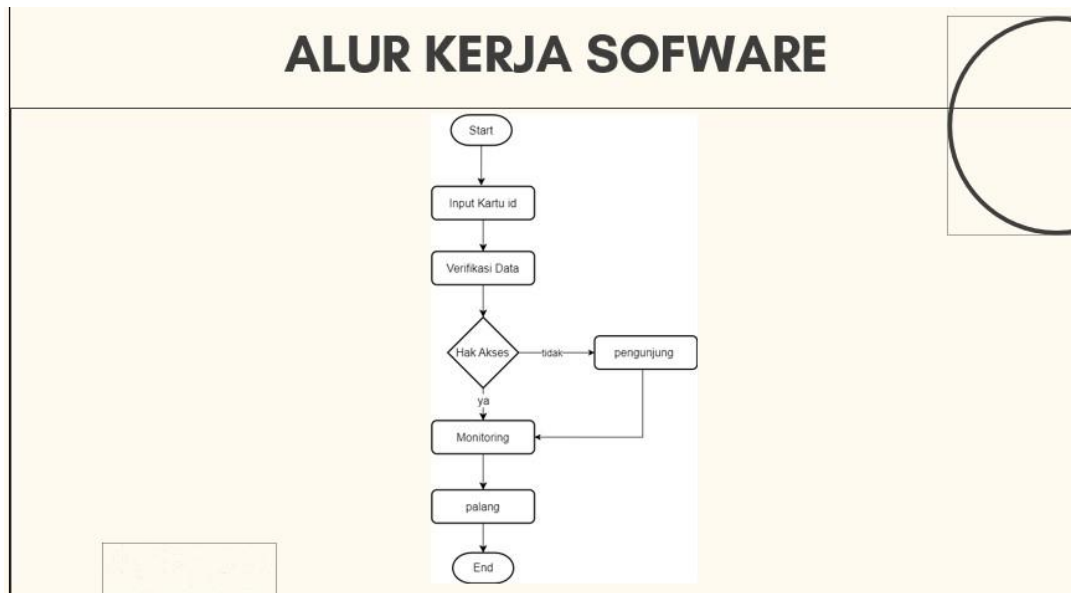 ALUR KERJA SOFWARE
Start
Input Kartu id
Verifikasi Data
Hak Akses
tidak
pengunjung
ya
Monitoring
palang
End